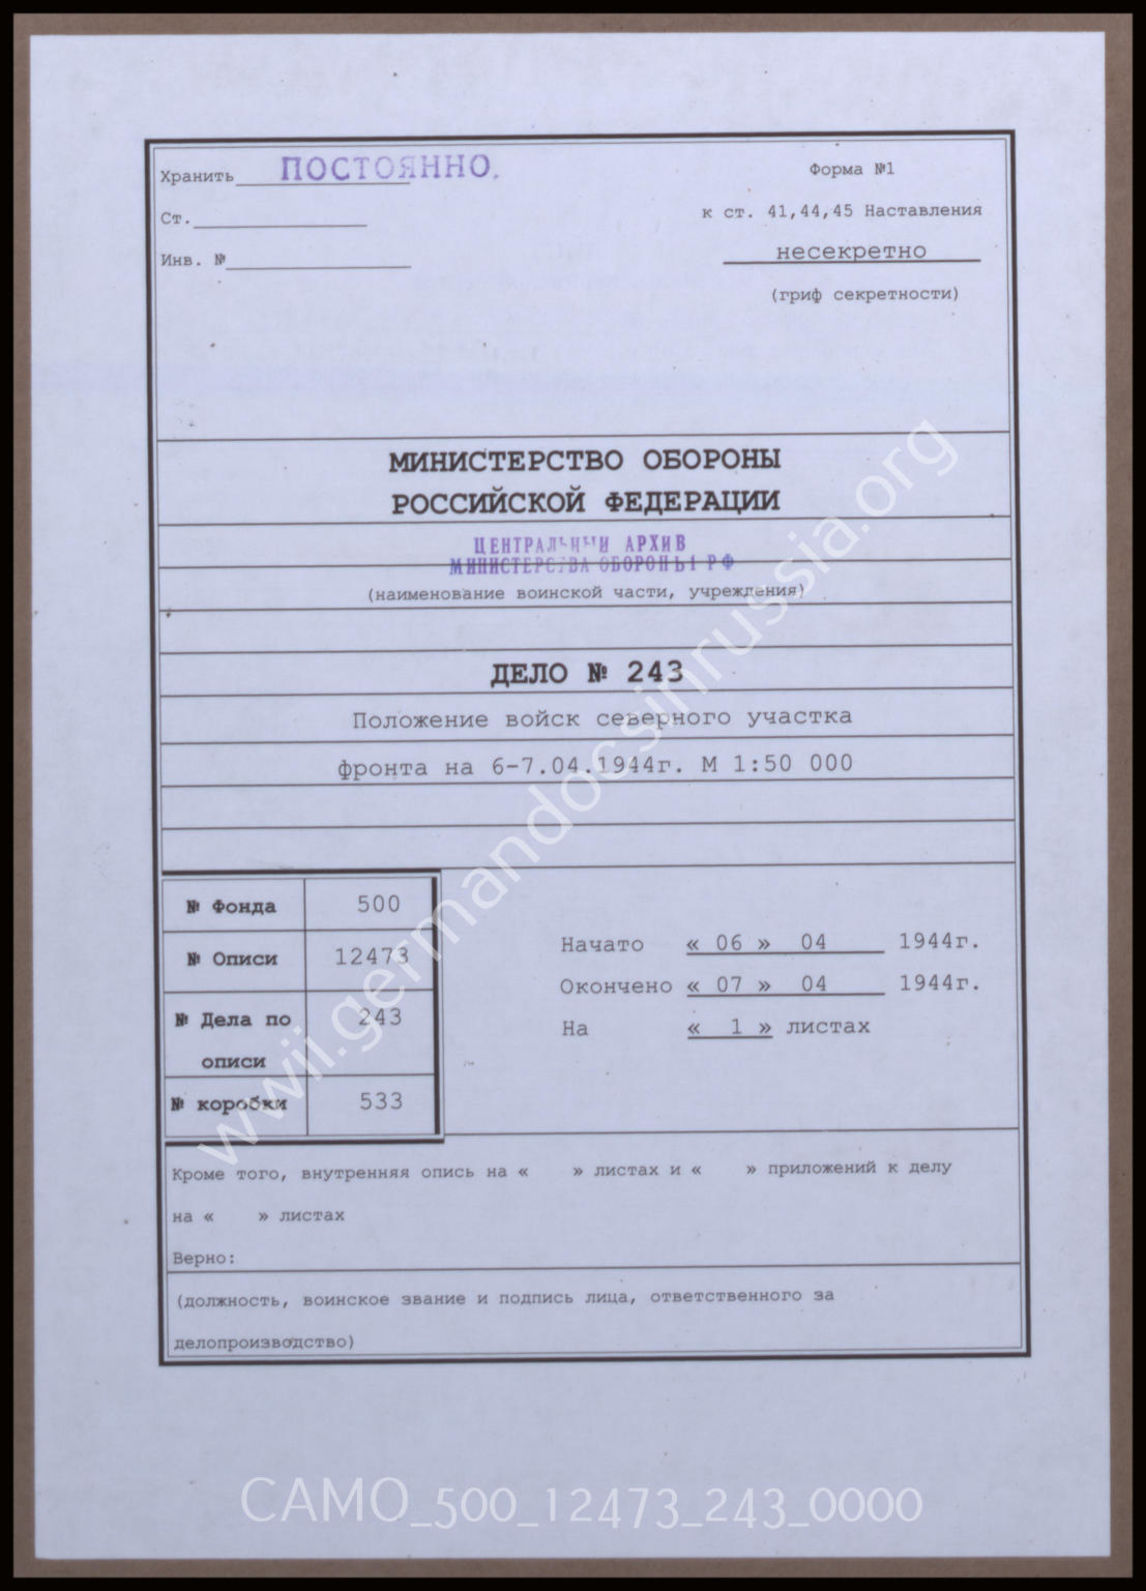 Хранить ПОСТОЯННО.
Форма №1
Ст.
к ст. 41,44,45 Наставления
Инв. №
несекретно
(гриф секретности)
МИНИСТЕРСТВО ОБОРОНЫ
РОССИЙСКОЙ ФЕДЕРАЦИИ
ЦЕНТРАЛЬНЫЙ АРХИВ
МИНИСТЕРСТВА ОБОРОНЫ РФ
(наименование воинской части, учреждения)
ДЕЛО № 243
Положение войск северного участка
фронта на 6-7.04.1944г. М 1:50 000
№ Фонда 500
№ Описи 12473
№ Дела по описи 243
№ коробки 533
Начато « 06 » 04 1944г.
Окончено « 07 » 04 1944г.
На « 1 » листах
Кроме того, внутренняя опись на « » листах и « » приложений к делу
на « » листах
Верно:
(должность, воинское звание и подпись лица, ответственного за
делопроизводство)
www.ii.germandocsinrussia.org
CAMO_500_12473_243_0000